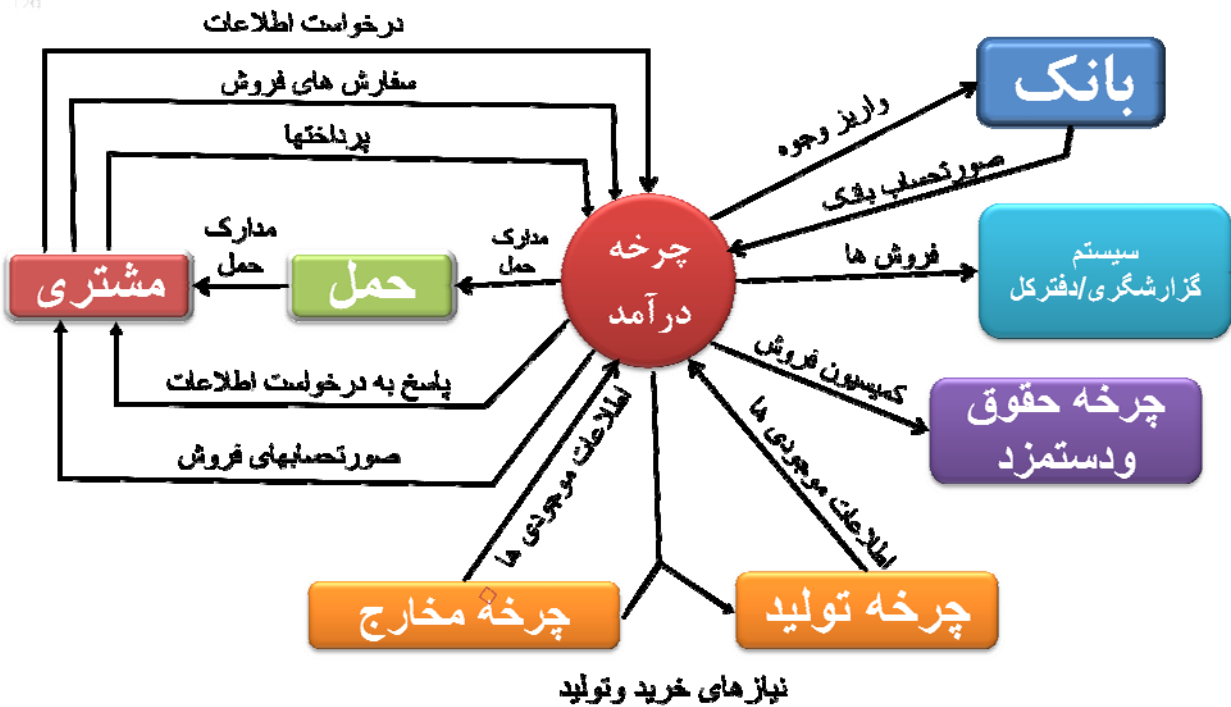 درخواست اطلاعات
سفارش های فروش
پرداختها
بانک
واریز وجوه
صورتحساب بانک
چرخه
درآمد
مدارک
حمل
حمل
مدارک
حمل
مشتری
فروش ها
سیستم
گزارشگری/دفترکل
کمیسیون فروش
چرخه حقوق
ودستمزد
پاسخ به درخواست اطلاعات
صورتحسابهای فروش
اطلاعات موجودی ها
اطلاعات موجودی ها
چرخه تولید
چرخه مخارج
نیازهای خرید وتولید